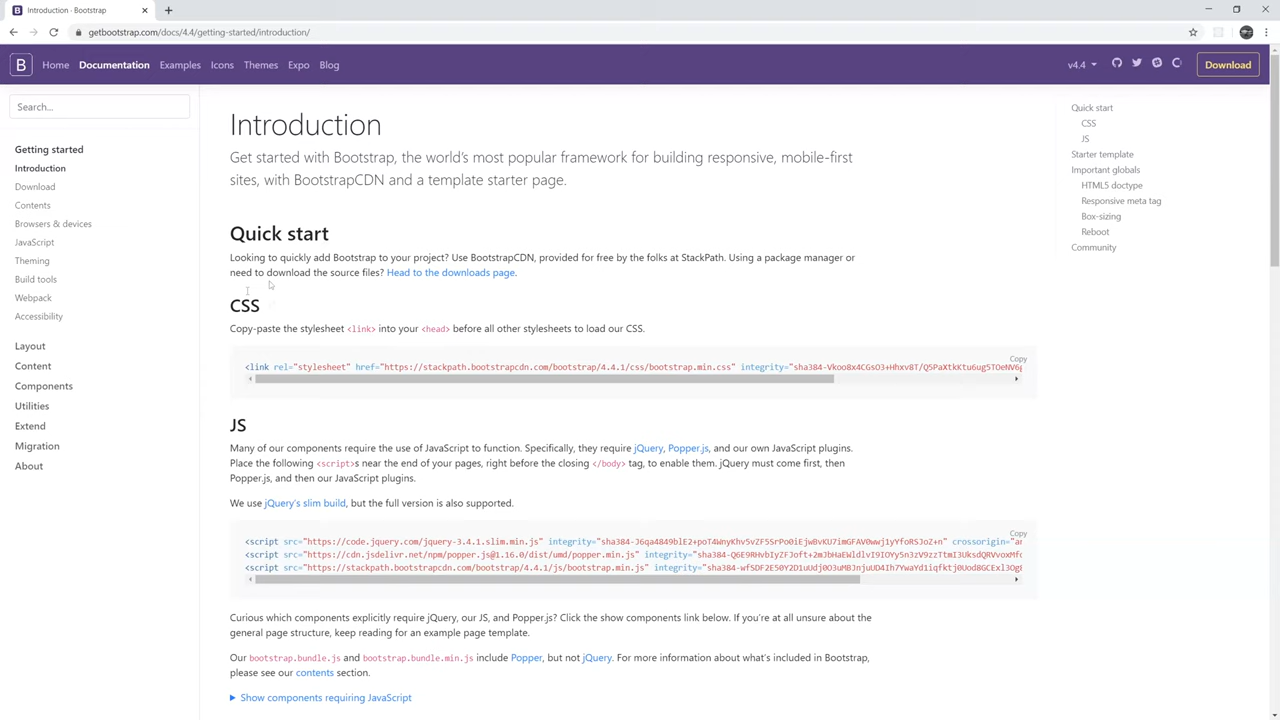 Introduction · Bootstrap
getbootstrap.com/docs/4.4/getting-started/introduction/
B Home Documentation Examples Icons Themes Expo Blog v4.4 Download
Search...
Getting started
Introduction
Download
Contents
Browsers & devices
JavaScript
Theming
Build tools
Webpack
Accessibility
Layout
Content
Components
Utilities
Extend
Migration
About
Introduction
Get started with Bootstrap, the world's most popular framework for building responsive, mobile-first
sites, with BootstrapCDN and a template starter page.
Quick start
Looking to quickly add Bootstrap to your project? Use BootstrapCDN, provided for free by the folks at StackPath. Using a package manager or
need to download the source files? Head to the downloads page.
CSS
Copy-paste the stylesheet <link> into your <head> before all other stylesheets to load our CSS.
Copy
<link rel="stylesheet" href="https://stackpath.bootstrapcdn.com/bootstrap/4.4.1/css/bootstrap.min.css" integrity=
JS
Many of our components require the use of JavaScript to function. Specifically, they require jQuery, Popper.js, and our own JavaScript plugins.
Place the following <script>s near the end of your pages, right before the closing </body> tag, to enable them. jQuery must come first, then
Popper.js, and then our JavaScript plugins.
We use jQuery's slim build, but the full version is also supported.
Copy
<script src="https://code.jquery.com/jquery-3.4.1.slim.min.js" integrity=
<script src="https://cdn.jsdelivr.net/npm/popper.js@1.16.0/dist/umd/popper.min.js" integrity=
<script src="https://stackpath.bootstrapcdn.com/bootstrap/4.4.1/js/bootstrap.min.js" integrity=
Curious which components explicitly require jQuery, our JS, and Popper.js? Click the show components link below. If you're at all unsure about the
general page structure, keep reading for an example page template.
Our bootstrap.bundle.js and bootstrap.bundle.min.js include Popper, but not jQuery. For more information about what's included in Bootstrap,
please see our contents section.
Show components requiring JavaScript
Quick start
CSS
JS
Starter template
Important globals
HTML5 doctype
Responsive meta tag
Box-sizing
Reboot
Community